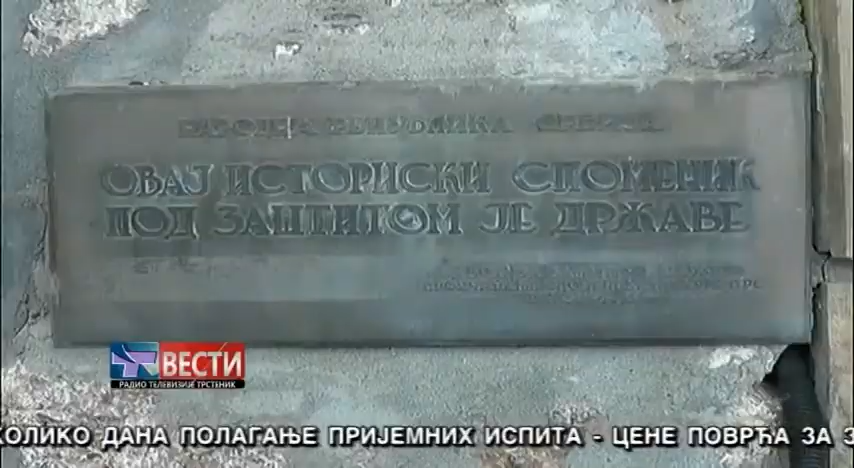 НАРОДНА РЕПУБЛИКА СРБИЈА
ОВАЈ ИСТОРИСКИ СПОМЕНИК
ПОД ЗАШТИТОМ ЈЕ ДРЖАВЕ
ВЕСТИ
РАДИО ТЕЛЕВИЗИЈЕ ТРСТЕНИК
КОЛИКО ДАНА ПОЛАГАЊЕ ПРИЈЕМНИХ ИСПИТА - ЦЕНЕ ПОВРЋА ЗА